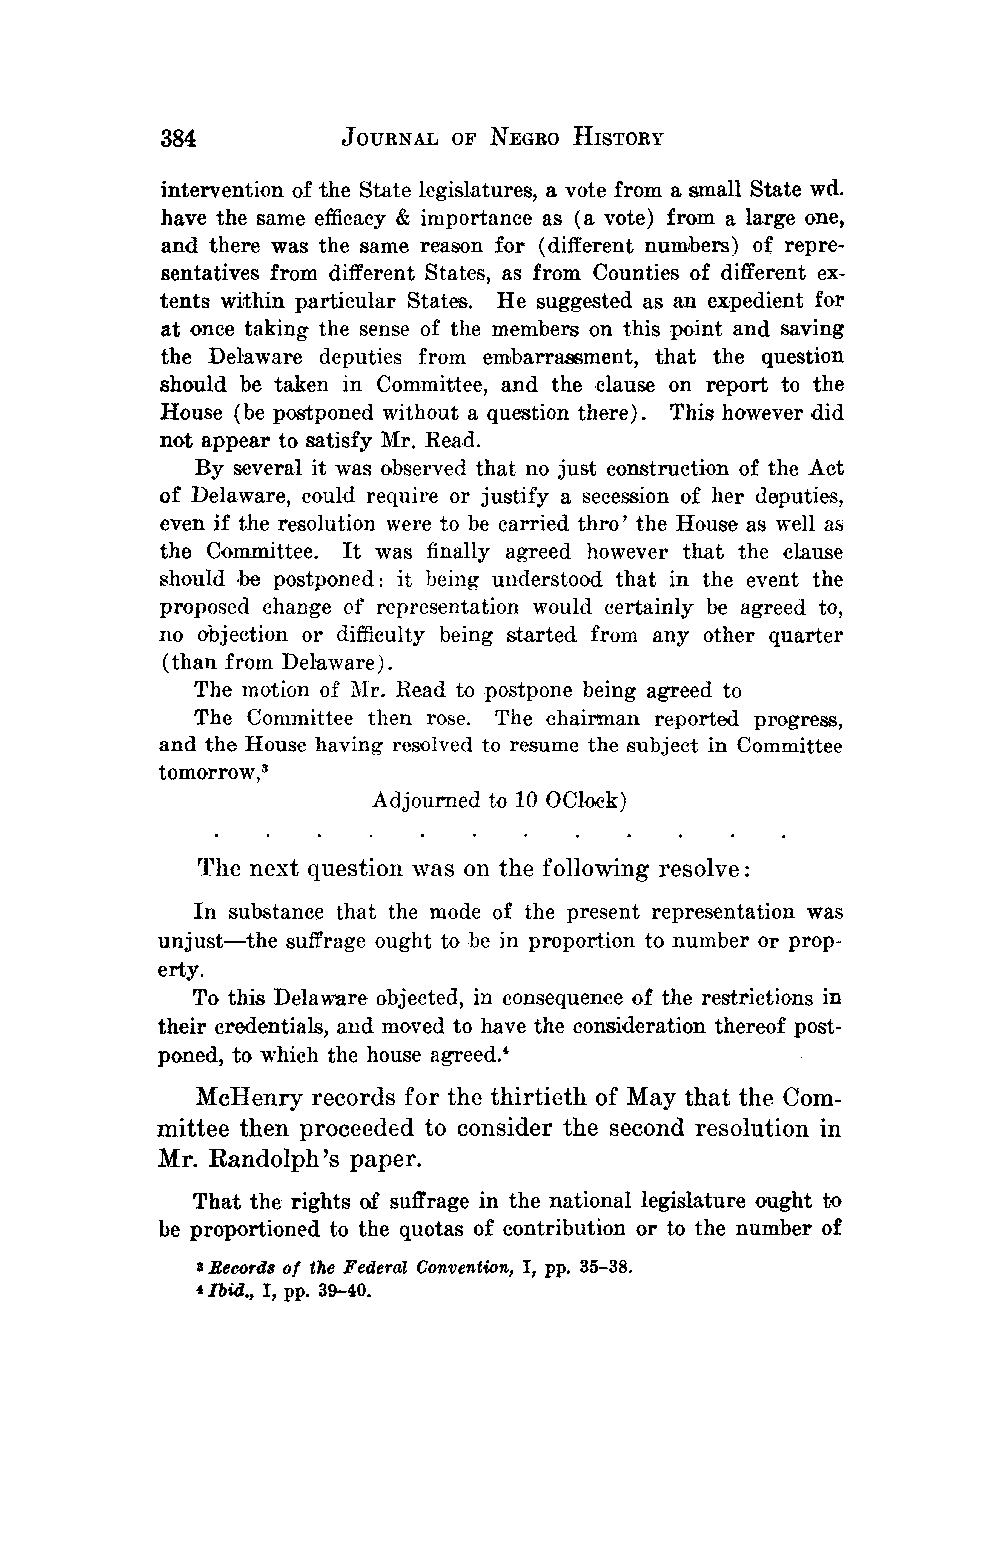 384 JOURNAL OF NEGRO HISTORY
intervention of the State legislatures, a vote from a small State wd.
have the same efficacy & importance as (a vote) from a large one,
and there was the same reason for (different numbers) of repre-
sentatives from different States, as from Counties of different ex-
tents within particular States. He suggested as an expedient for
at once taking the sense of the members on this point and saving
the Delaware deputies from embarrassment, that the question
should be taken in Committee, and the clause on report to the
House (be postponed without a question there). This however did
not appear to satisfy Mr. Read.
By several it was observed that no just construction of the Act
of Delaware, could require or justify a secession of her deputies,
even if the resolution were to be carried thro' the House as well as
the Committee. It was finally agreed however that the clause
should be postponed: it being understood that in the event the
proposed change of representation would certainly be agreed to,
no objection or difficulty being started from any other quarter
(than from Delaware).
The motion of Mr. Read to postpone being agreed to
The Committee then rose. The chairman reported progress,
and the House having resolved to resume the subject in Committee
tomorrow,³
Adjourned to 10 OClock)
. . . . . . . . . . . .
The next question was on the following resolve:
In substance that the mode of the present representation was
unjust—the suffrage ought to be in proportion to number or prop-
erty.
To this Delaware objected, in consequence of the restrictions in
their credentials, and moved to have the consideration thereof post-
poned, to which the house agreed.⁴
McHenry records for the thirtieth of May that the Com-
mittee then proceeded to consider the second resolution in
Mr. Randolph's paper.
That the rights of suffrage in the national legislature ought to
be proportioned to the quotas of contribution or to the number of
³ Records of the Federal Convention, I, pp. 35–38.
⁴ Ibid., I, pp. 39–40.